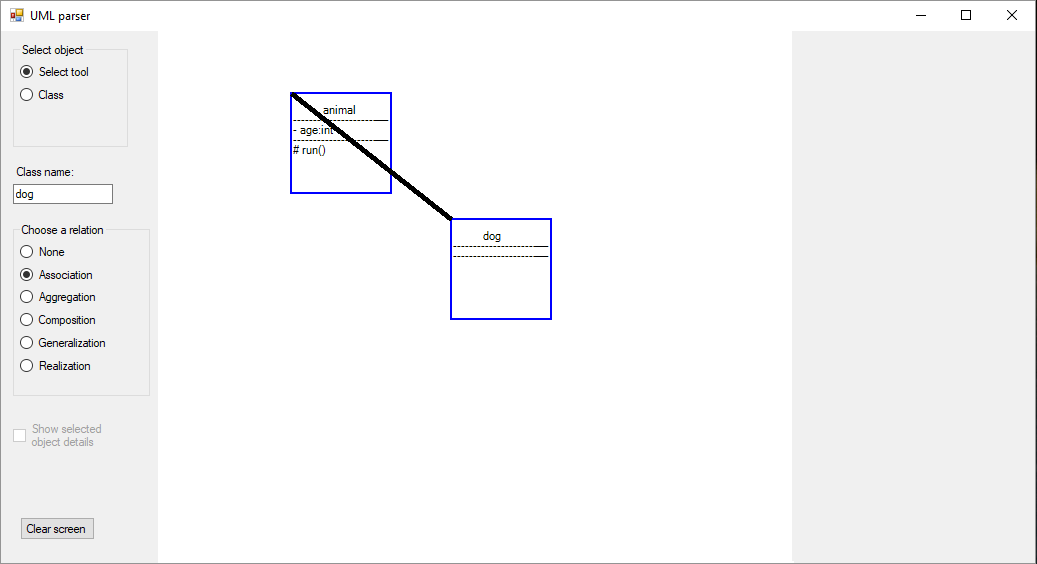 UML parser
Select object
Select tool
Class
Class name:
dog
Choose a relation
None
Association
Aggregation
Composition
Generalization
Realization
Show selected
object details
Clear screen
animal
- age:int
# run()
dog